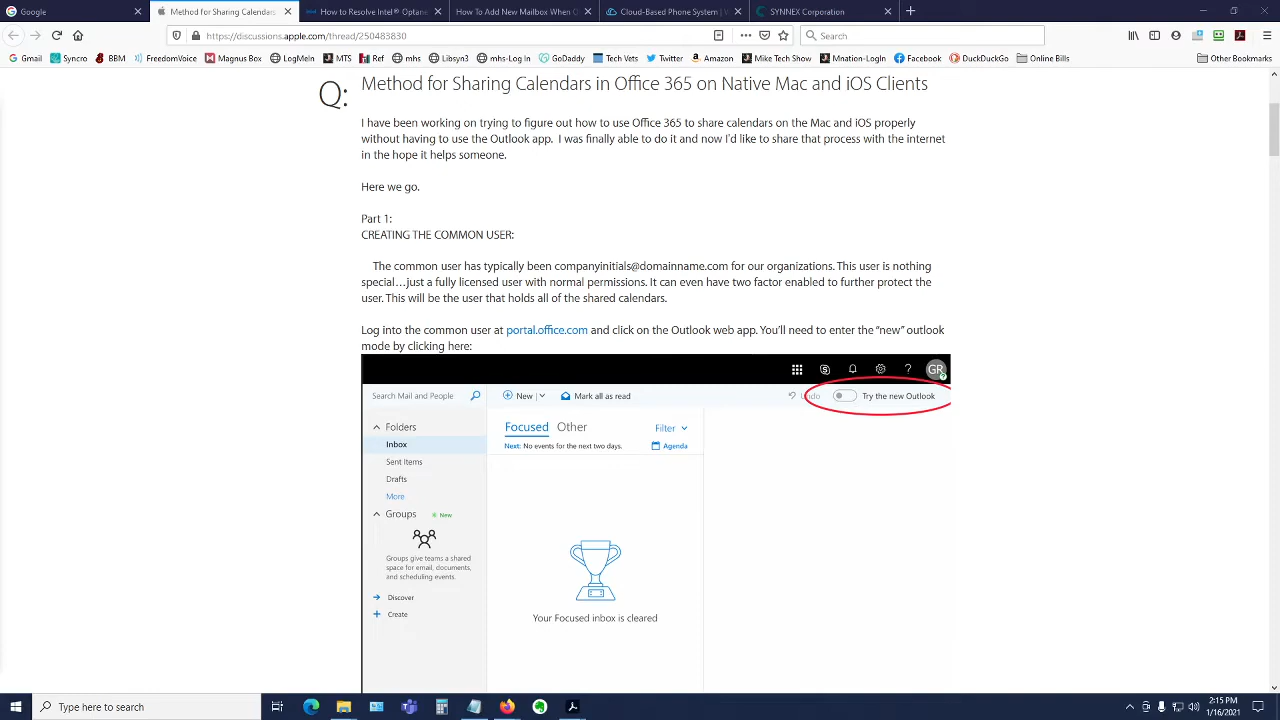 Google
Method for Sharing Calendars
How to Resolve Intel® Optane
How To Add New Mailbox When O
Cloud-Based Phone System | V
SYNNEX Corporation
https://discussions.apple.com/thread/250483830
Search
Gmail Syncro BBM FreedomVoice Magnus Box LogMeIn MTS Ref mhs Libsyn3 mhs-Log In GoDaddy Tech Vets Twitter Amazon Mike Tech Show Mnation-LogIn Facebook DuckDuckGo Online Bills Other Bookmarks
Q:
Method for Sharing Calendars in Office 365 on Native Mac and iOS Clients
I have been working on trying to figure out how to use Office 365 to share calendars on the Mac and iOS properly
without having to use the Outlook app. I was finally able to do it and now I'd like to share that process with the internet
in the hope it helps someone.
Here we go.
Part 1:
CREATING THE COMMON USER:
The common user has typically been companyinitials@domainname.com for our organizations. This user is nothing
special…just a fully licensed user with normal permissions. It can even have two factor enabled to further protect the
user. This will be the user that holds all of the shared calendars.
Log into the common user at portal.office.com and click on the Outlook web app. You'll need to enter the “new” outlook
mode by clicking here:
GR
Search Mail and People
New
Mark all as read
Undo
Try the new Outlook
Folders
Inbox
Sent Items
Drafts
More
Groups
New
Groups give teams a shared
space for email, documents,
and scheduling events.
Discover
Create
Focused Other
Filter
Next: No events for the next two days.
Agenda
Your Focused inbox is cleared
Type here to search
2:15 PM
1/16/2021